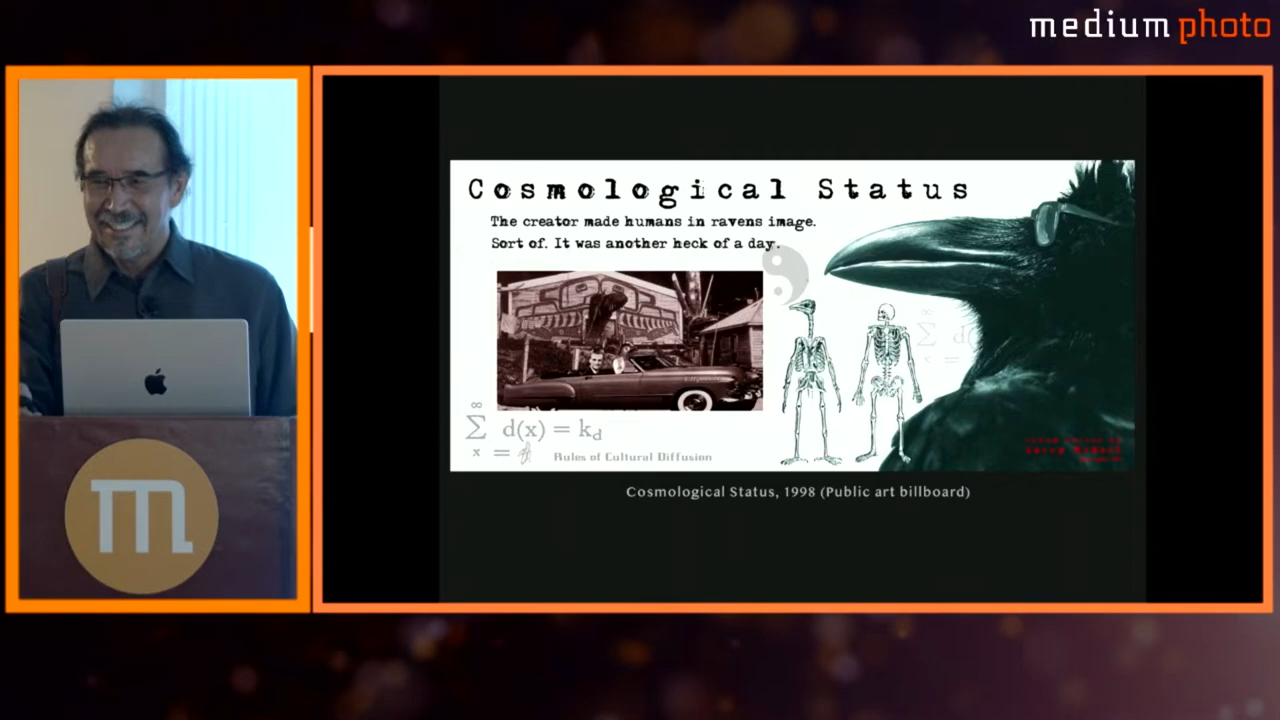 medium photo
Cosmological Status
The creator made humans in ravens image.
Sort of. It was another heck of a day.
∞
Σ d(x) = k_d
x =
Rules of Cultural Diffusion
∞
Σ d(
x =
Cosmological Status, 1998 (Public art billboard)
m